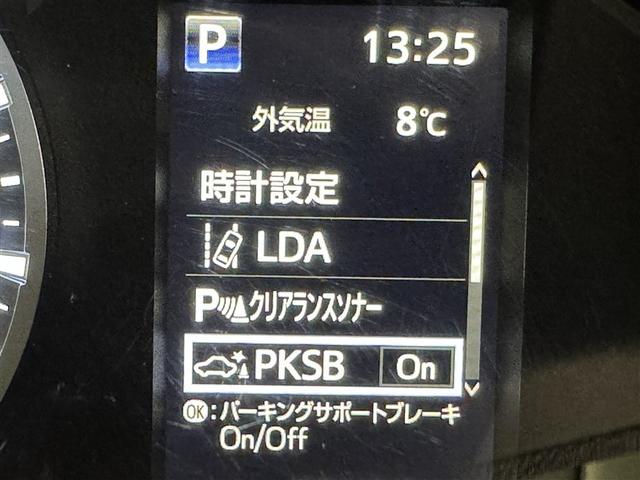 P 13:25
外気温 8℃
時計設定
LDA
Pクリアランスソナー
PKSB On
OK:パーキングサポートブレーキ
On/Off